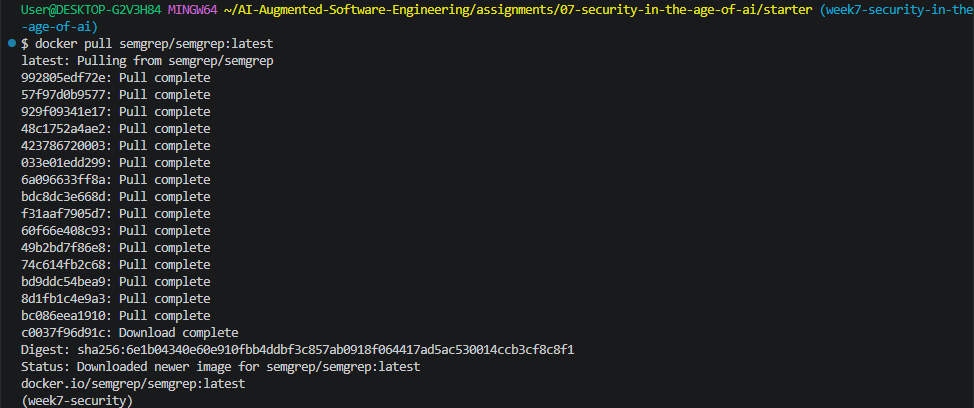 User@DESKTOP-G2V3H84 MINGW64 ~/AI-Augmented-Software-Engineering/assignments/07-security-in-the-age-of-ai/starter (week7-security-in-the
-age-of-ai)
$ docker pull semgrep/semgrep:latest
latest: Pulling from semgrep/semgrep
992805edf72e: Pull complete
57f97d0b9577: Pull complete
929f09341e17: Pull complete
48c1752a4ae2: Pull complete
423786720003: Pull complete
033e01edd299: Pull complete
6a096633ff8a: Pull complete
bdc8dc3e668d: Pull complete
f31aaf7905d7: Pull complete
60f66e408c93: Pull complete
49b2bd7f86e8: Pull complete
74c614fb2c68: Pull complete
bd9ddc54bea9: Pull complete
8d1fb1c4e9a3: Pull complete
bc086eea1910: Pull complete
c0037f96d91c: Download complete
Digest: sha256:6e1b04340e60e910fbb4ddbf3c857ab0918f064417ad5ac530014ccb3cf8c8f1
Status: Downloaded newer image for semgrep/semgrep:latest
docker.io/semgrep/semgrep:latest
(week7-security)